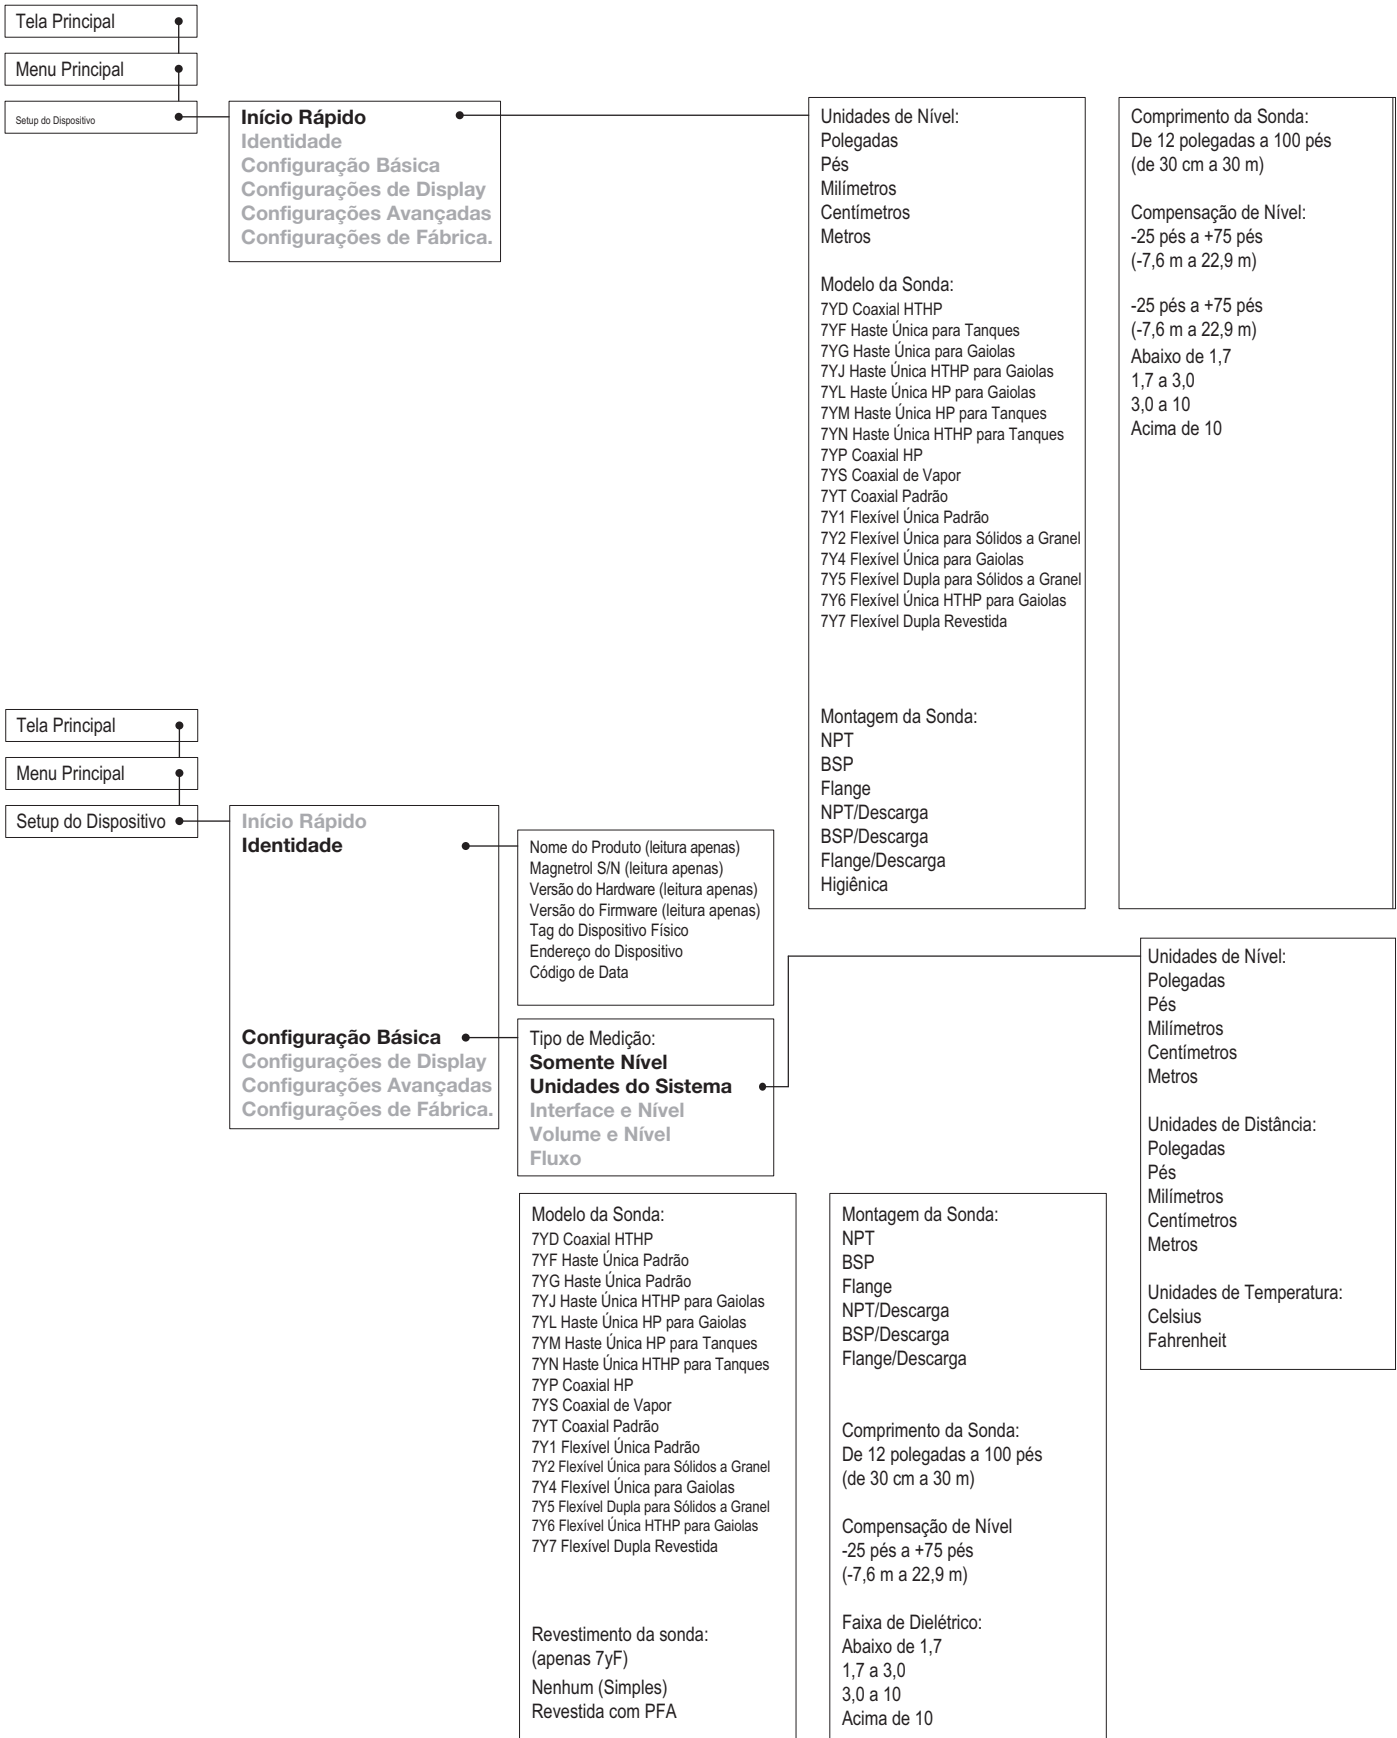 Tela Principal
Menu Principal
Setup do Dispositivo
Início Rápido
Identidade
Configuração Básica
Configurações de Display
Configurações Avançadas
Configurações de Fábrica.
Unidades de Nível:
Polegadas
Pés
Milímetros
Centímetros
Metros
Modelo da Sonda:
7YD Coaxial HTHP
7YF Haste Única para Tanques
7YG Haste Única para Gaiolas
7YJ Haste Única HTHP para Gaiolas
7YL Haste Única HP para Gaiolas
7YM Haste Única HP para Tanques
7YN Haste Única HTHP para Tanques
7YP Coaxial HP
7YS Coaxial de Vapor
7YT Coaxial Padrão
7Y1 Flexível Única Padrão
7Y2 Flexível Única para Sólidos a Granel
7Y4 Flexível Única para Gaiolas
7Y5 Flexível Dupla para Sólidos a Granel
7Y6 Flexível Única HTHP para Gaiolas
7Y7 Flexível Dupla Revestida
Montagem da Sonda:
NPT
BSP
Flange
NPT/Descarga
BSP/Descarga
Flange/Descarga
Higiênica
Comprimento da Sonda:
De 12 polegadas a 100 pés
(de 30 cm a 30 m)
Compensação de Nível:
-25 pés a +75 pés
(-7,6 m a 22,9 m)
-25 pés a +75 pés
(-7,6 m a 22,9 m)
Abaixo de 1,7
1,7 a 3,0
3,0 a 10
Acima de 10
Tela Principal
Menu Principal
Setup do Dispositivo
Início Rápido
Identidade
Configuração Básica
Configurações de Display
Configurações Avançadas
Configurações de Fábrica.
Nome do Produto (leitura apenas)
Magnetrol S/N (leitura apenas)
Versão do Hardware (leitura apenas)
Versão do Firmware (leitura apenas)
Tag do Dispositivo Físico
Endereço do Dispositivo
Código de Data
Tipo de Medição:
Somente Nível
Unidades do Sistema
Interface e Nível
Volume e Nível
Fluxo
Unidades de Nível:
Polegadas
Pés
Milímetros
Centímetros
Metros
Unidades de Distância:
Polegadas
Pés
Milímetros
Centímetros
Metros
Unidades de Temperatura:
Celsius
Fahrenheit
Modelo da Sonda:
7YD Coaxial HTHP
7YF Haste Única Padrão
7YG Haste Única Padrão
7YJ Haste Única HTHP para Gaiolas
7YL Haste Única HP para Gaiolas
7YM Haste Única HP para Tanques
7YN Haste Única HTHP para Tanques
7YP Coaxial HP
7YS Coaxial de Vapor
7YT Coaxial Padrão
7Y1 Flexível Única Padrão
7Y2 Flexível Única para Sólidos a Granel
7Y4 Flexível Única para Gaiolas
7Y5 Flexível Dupla para Sólidos a Granel
7Y6 Flexível Única HTHP para Gaiolas
7Y7 Flexível Dupla Revestida
Revestimento da sonda:
(apenas 7yF)
Nenhum (Simples)
Revestida com PFA
Montagem da Sonda:
NPT
BSP
Flange
NPT/Descarga
BSP/Descarga
Flange/Descarga
Comprimento da Sonda:
De 12 polegadas a 100 pés
(de 30 cm a 30 m)
Compensação de Nível
-25 pés a +75 pés
(-7,6 m a 22,9 m)
Faixa de Dielétrico:
Abaixo de 1,7
1,7 a 3,0
3,0 a 10
Acima de 10